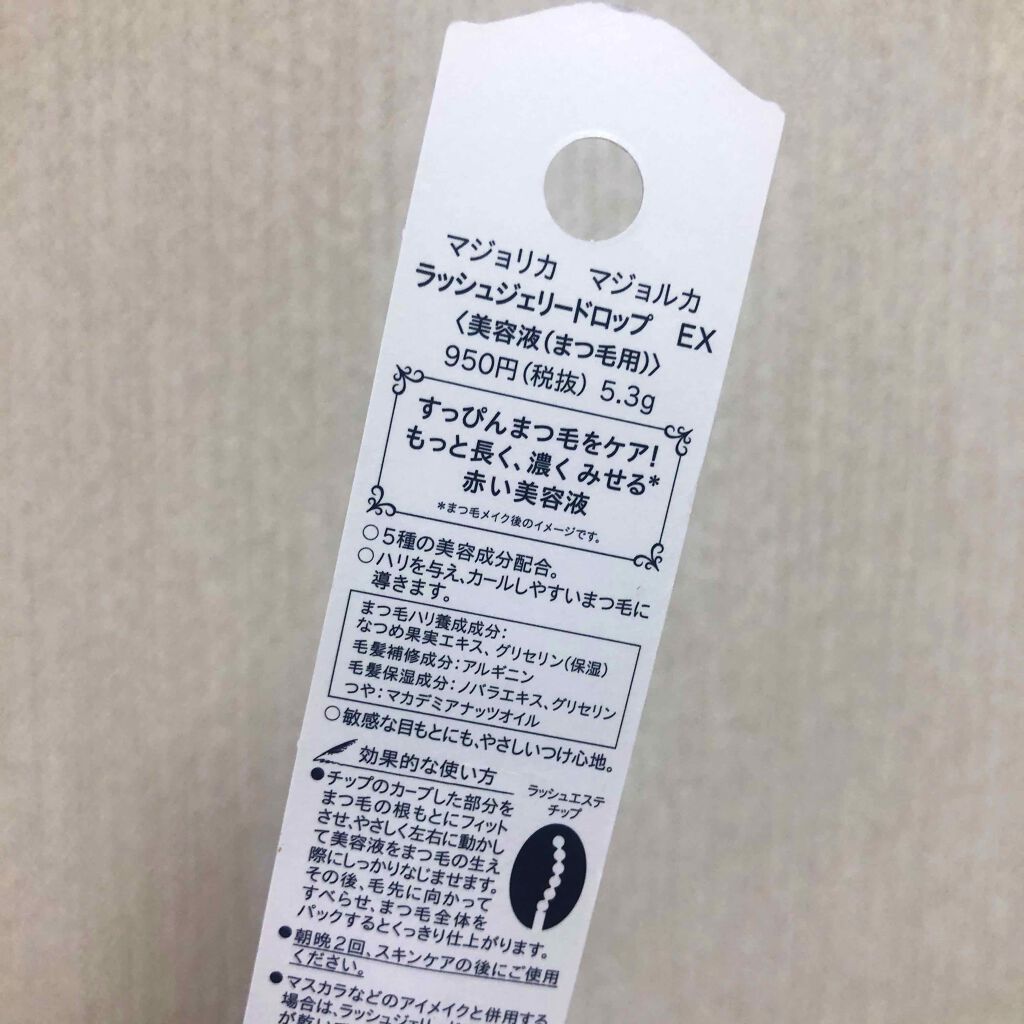 マジョリカ　マジョルカ
ラッシュジェリードロップ　EX
〈美容液(まつ毛用)〉
950円(税抜) 5.3g
すっぴんまつ毛をケア!
もっと長く、濃く みせる*
赤い美容液
*まつ毛メイク後のイメージです。
○5種の美容成分配合。
○ハリを与え、カールしやすいまつ毛に
導きます。
まつ毛ハリ養成成分:
なつめ果実エキス、グリセリン(保湿)
毛髪補修成分:アルギニン
毛髪保湿成分:ノバラエキス、グリセリン
つや:マカデミアナッツオイル
○敏感な目もとにも、やさしいつけ心地。
効果的な使い方
●チップのカーブした部分を
まつ毛の根もとにフィット
させ、やさしく左右に動かし
て美容液をまつ毛の生え
際にしっかりなじませます。
その後、毛先に向かって
すべらせ、まつ毛全体を
パックするとくっきり仕上がります。
ラッシュエステ
チップ
●朝晩2回、スキンケアの後にご使用
ください。
●マスカラなどのアイメイクと併用する
場合は、ラッシュジェリー
が乾い